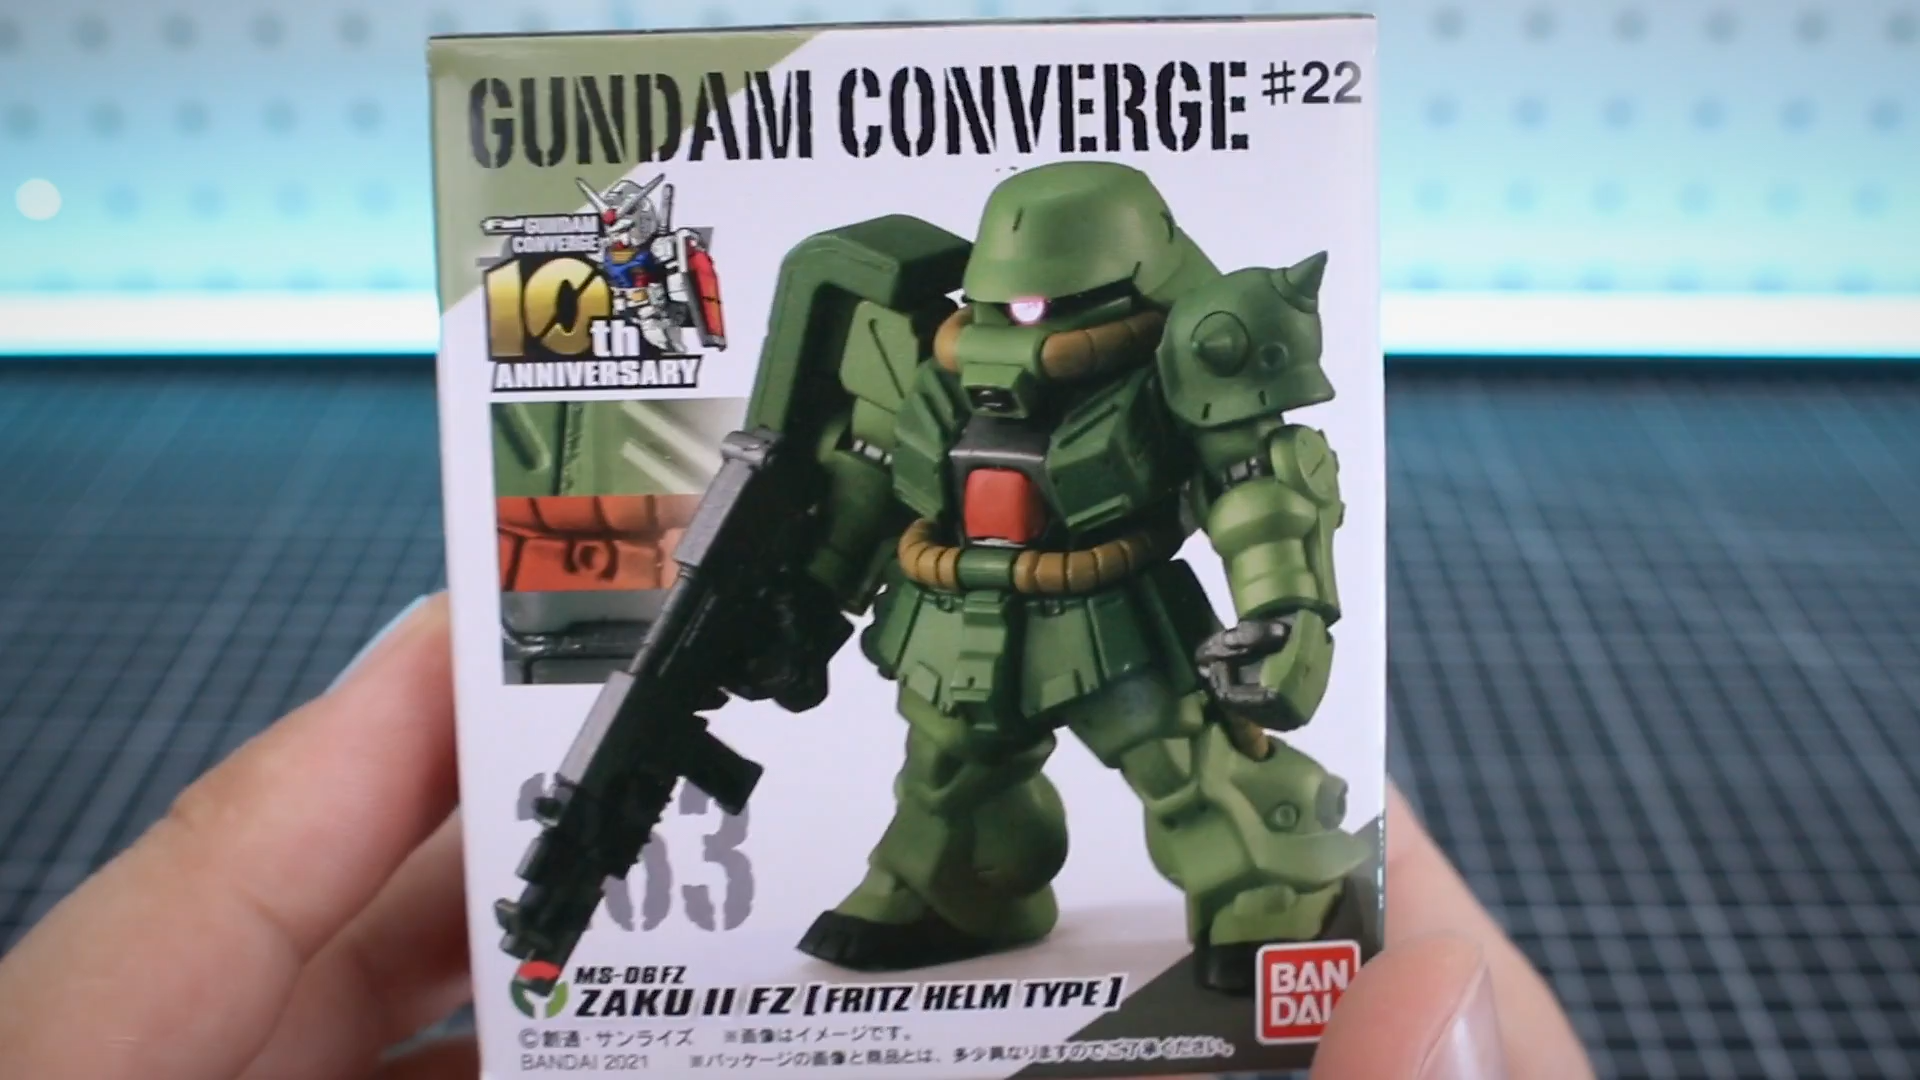 GUNDAM CONVERGE #22
GUNDAM
CONVERGE
10th
ANNIVERSARY
MS-06FZ
ZAKU II FZ [FRITZ HELM TYPE]
©創通・サンライズ ※画像はイメージです。
BANDAI 2021 ※パッケージの画像と商品とは、多少異なりますのでご了承ください。
BAN
DAI